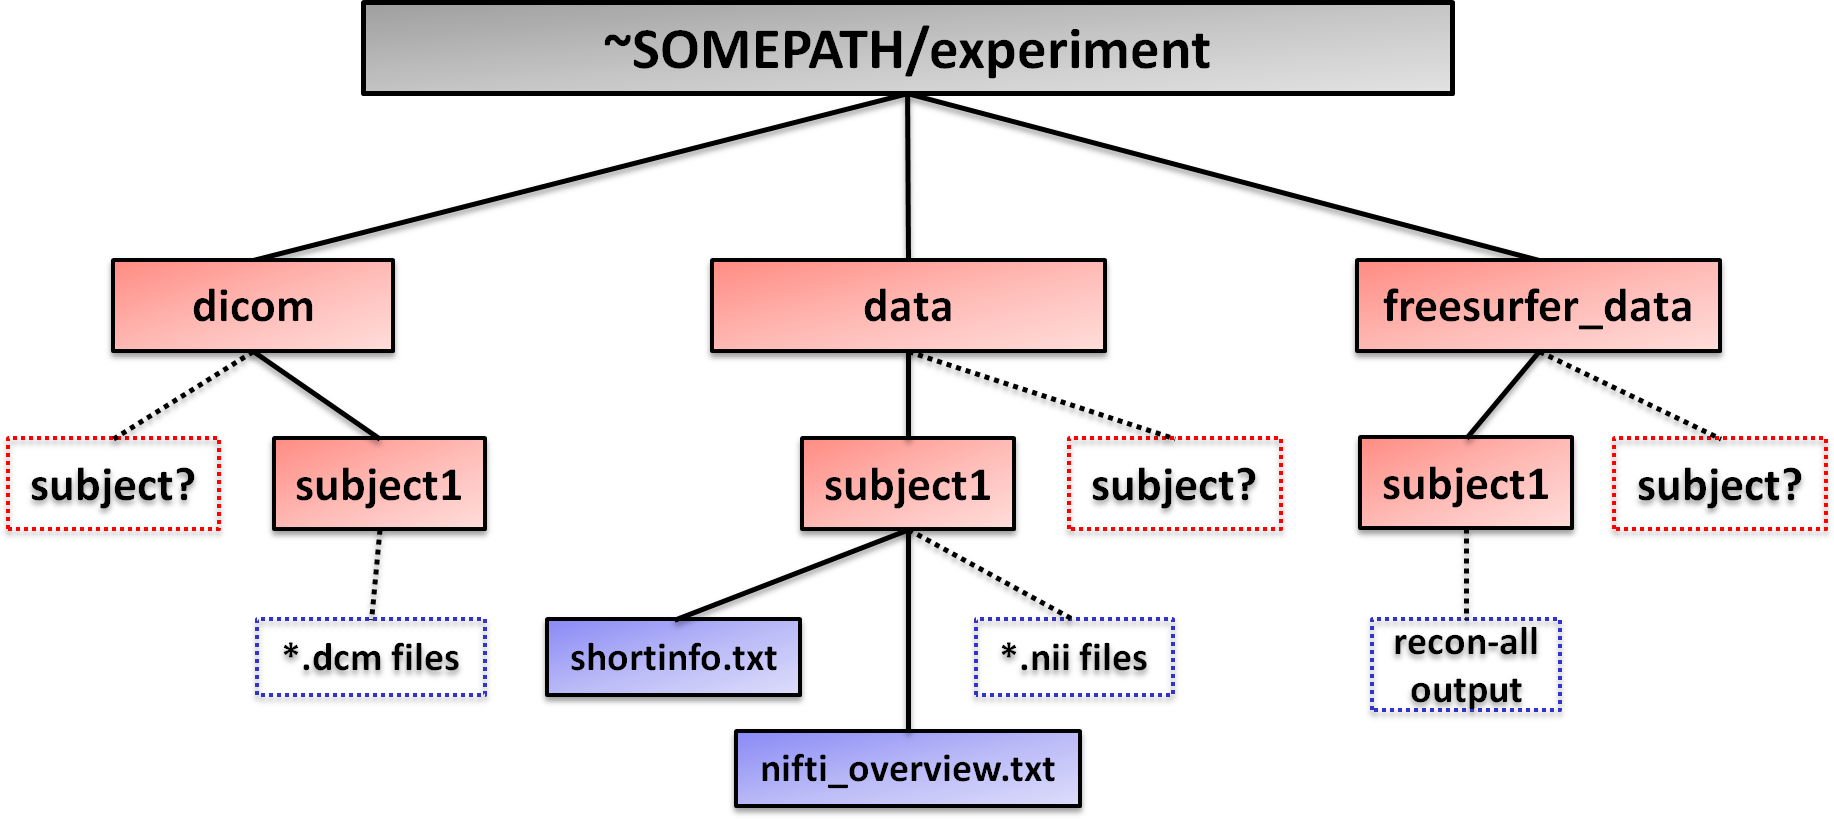 ~SOMEPATH/experiment
dicom
data
freesurfer_data
subject?
subject1
subject1
subject?
subject1
subject?
*.dcm files
shortinfo.txt
*.nii files
recon-all
output
nifti_overview.txt